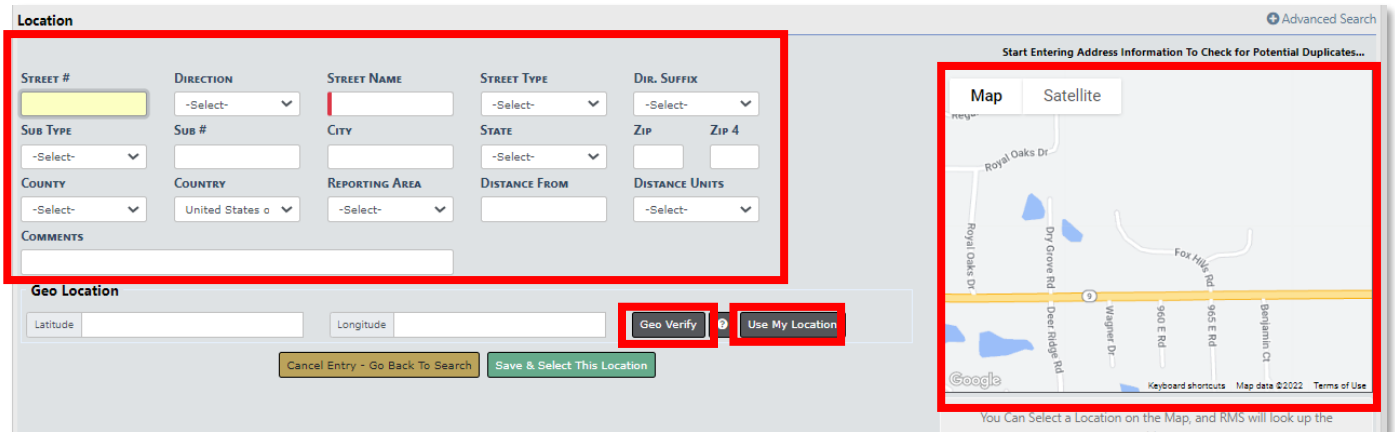 Location
Advanced Search
Start Entering Address Information To Check for Potential Duplicates...
Street #
Direction
Street Name
Street Type
Dir. Suffix
-Select-
-Select-
-Select-
Sub Type
Sub #
City
State
Zip
Zip 4
-Select-
-Select-
County
Country
Reporting Area
Distance From
Distance Units
-Select-
United States o
-Select-
-Select-
Comments
Geo Location
Latitude
Longitude
Geo Verify
?
Use My Location
Cancel Entry - Go Back To Search
Save & Select This Location
Map
Satellite
Royal Oaks Dr
Royal Oaks Dr
Dry Grove Rd
Fox Hills Rd
9
Deer Ridge Rd
Wagner Dr
960 E Rd
965 E Rd
Benjamin Ct
Google
Keyboard shortcuts
Map data ©2022
Terms of Use
You Can Select a Location on the Map, and RMS will look up the